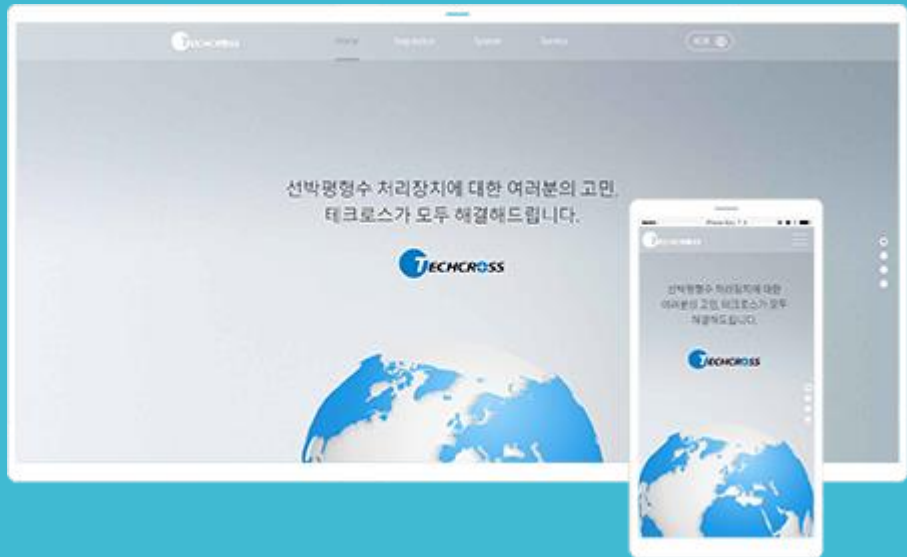 TECHCROSS
Home
System
Service
선박평형수 처리장치에 대한 여러분의 고민,
테크로스가 모두 해결해드립니다.
TECHCROSS
TECHCROSS
선박평형수 처리장치에 대한
여러분의 고민, 테크로스가 모두
해결해드립니다.
TECHCROSS